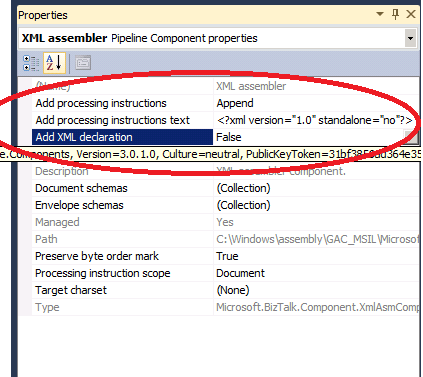 Properties
XML assembler Pipeline Component properties
(Name) XML assembler
Add processing instructions Append
Add processing instructions text <?xml version="1.0" standalone="no"?>
Add XML declaration False
e.Components, Version=3.0.1.0, Culture=neutral, PublicKeyToken=31bf3856ad364e35
Description XML assembler component.
Document schemas (Collection)
Envelope schemas (Collection)
Managed Yes
Path C:\Windows\assembly\GAC_MSIL\Microsof
Preserve byte order mark True
Processing instruction scope Document
Target charset (None)
Type Microsoft.BizTalk.Component.XmlAsmComp